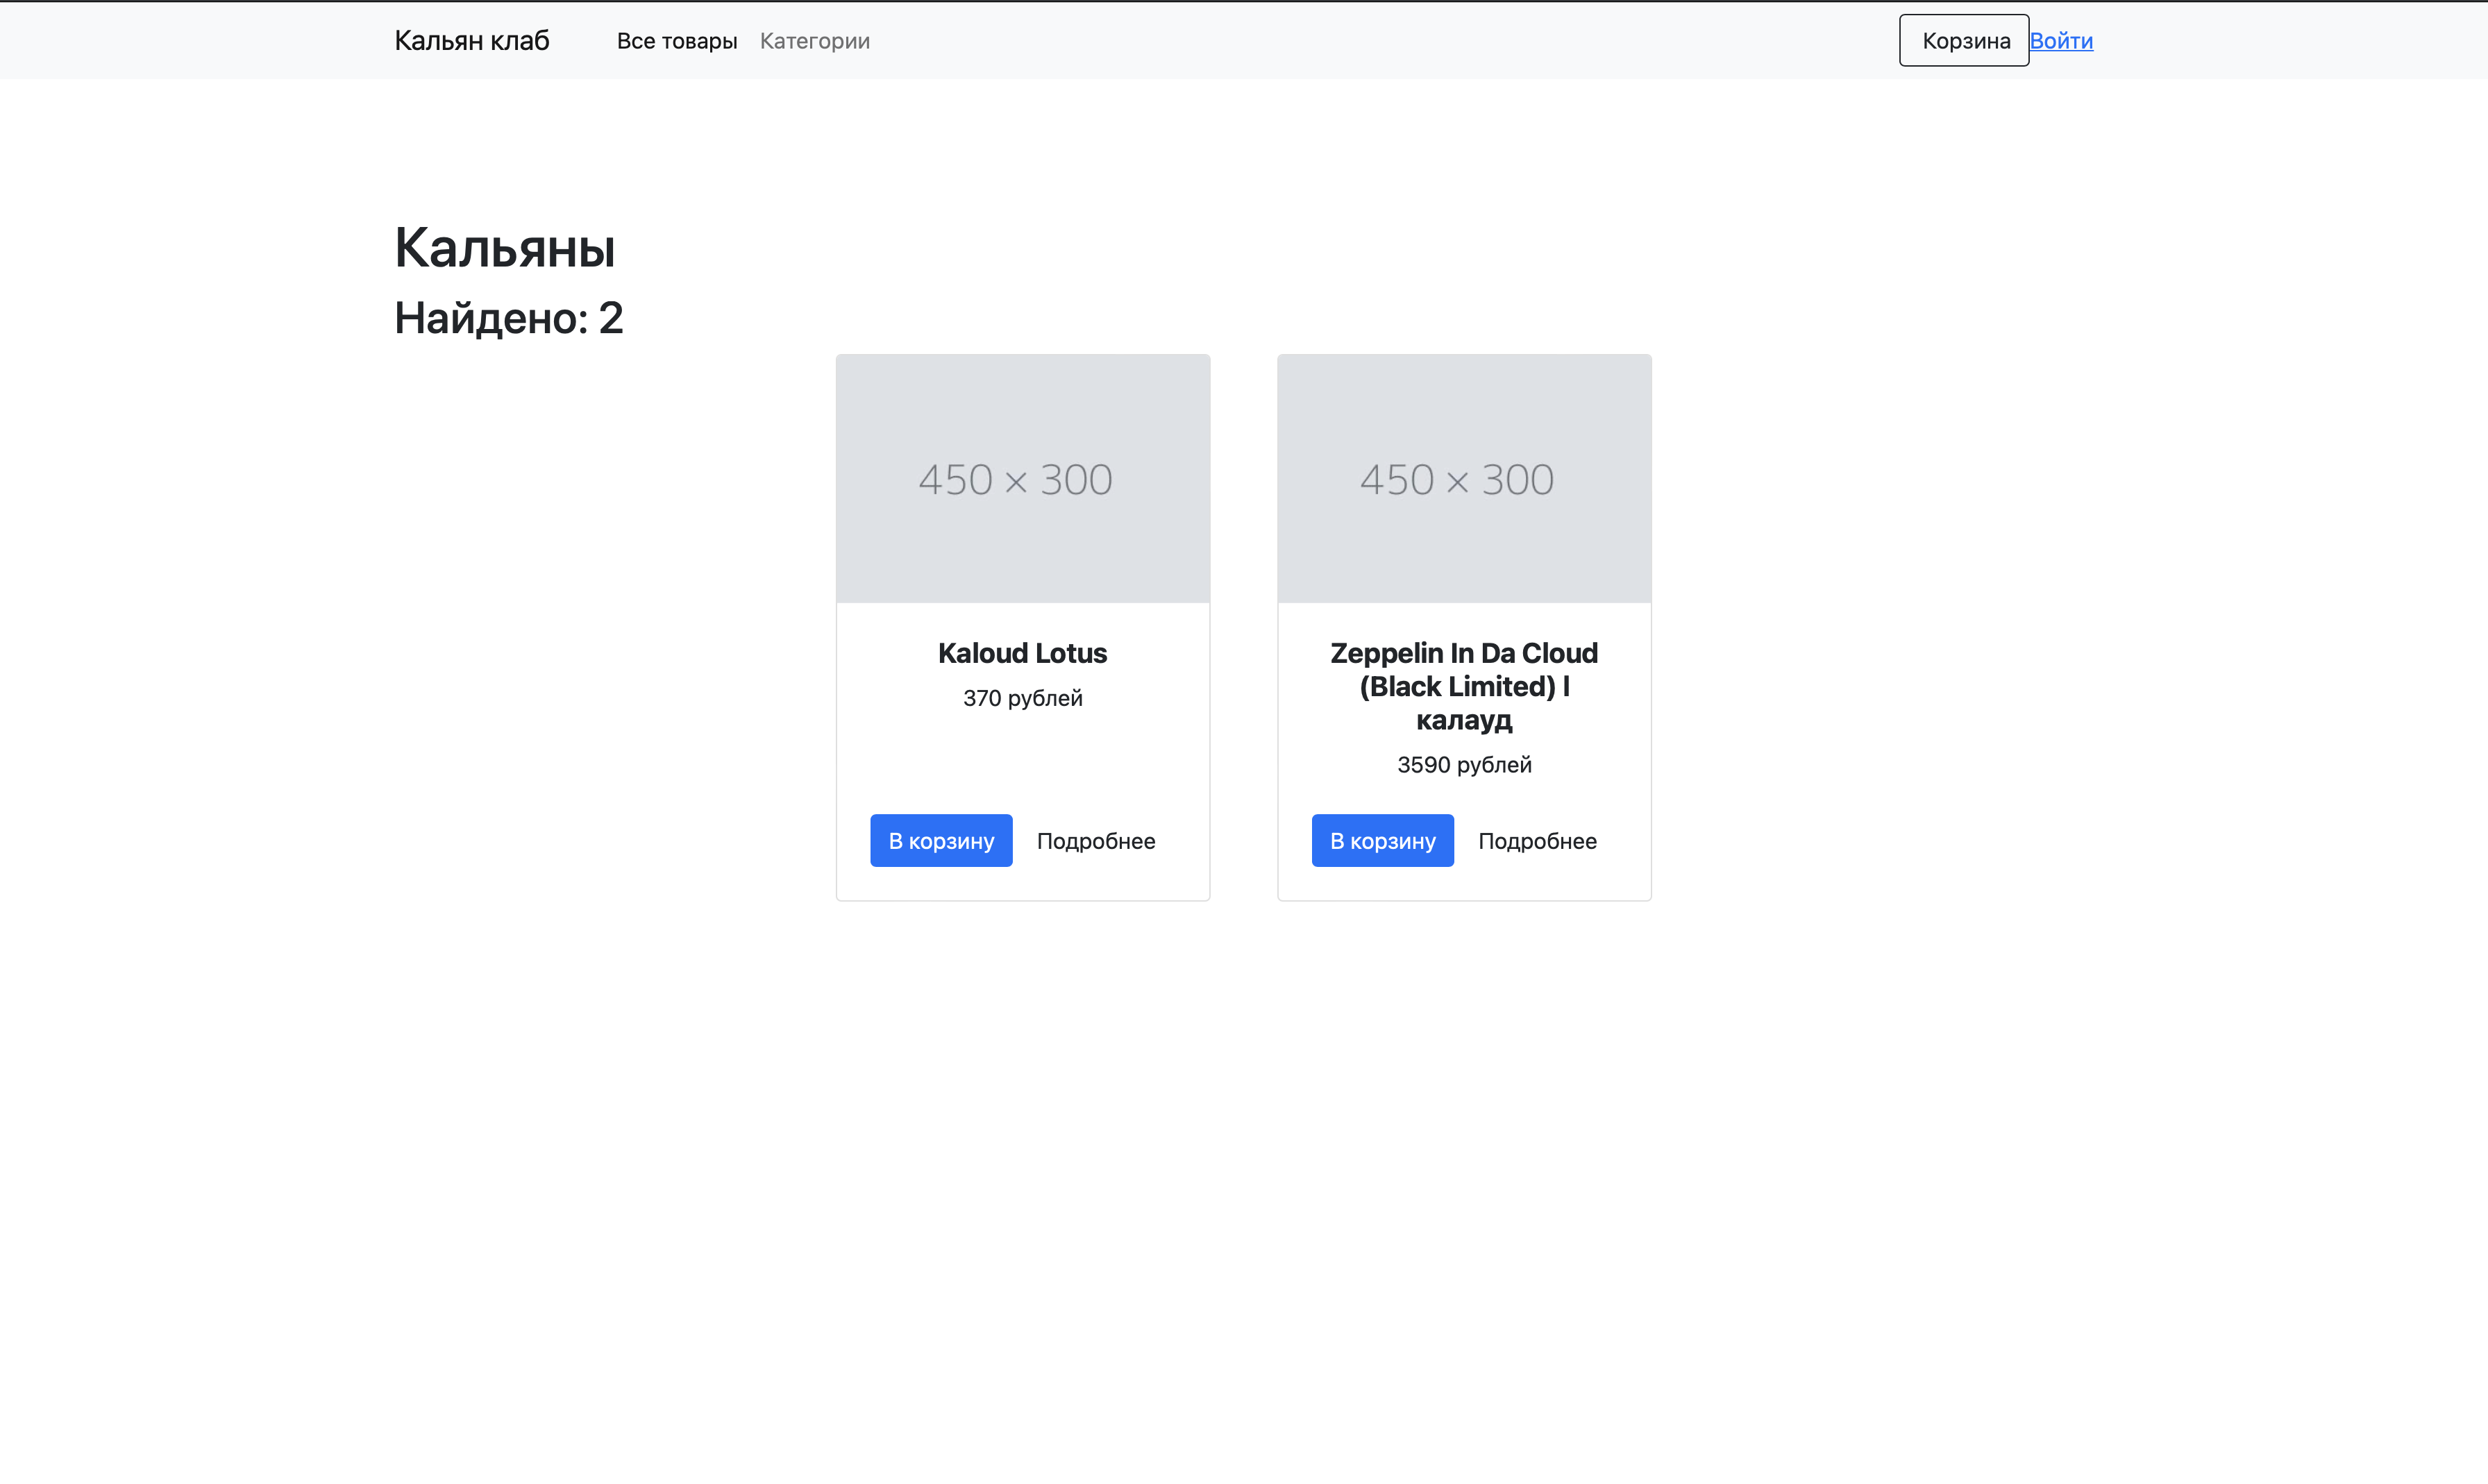 Кальян клаб
Все товары
Категории
Корзина
Войти
Кальяны
Найдено: 2
450 × 300
Kaloud Lotus
370 рублей
В корзину
Подробнее
450 × 300
Zeppelin In Da Cloud
(Black Limited) |
калауд
3590 рублей
В корзину
Подробнее